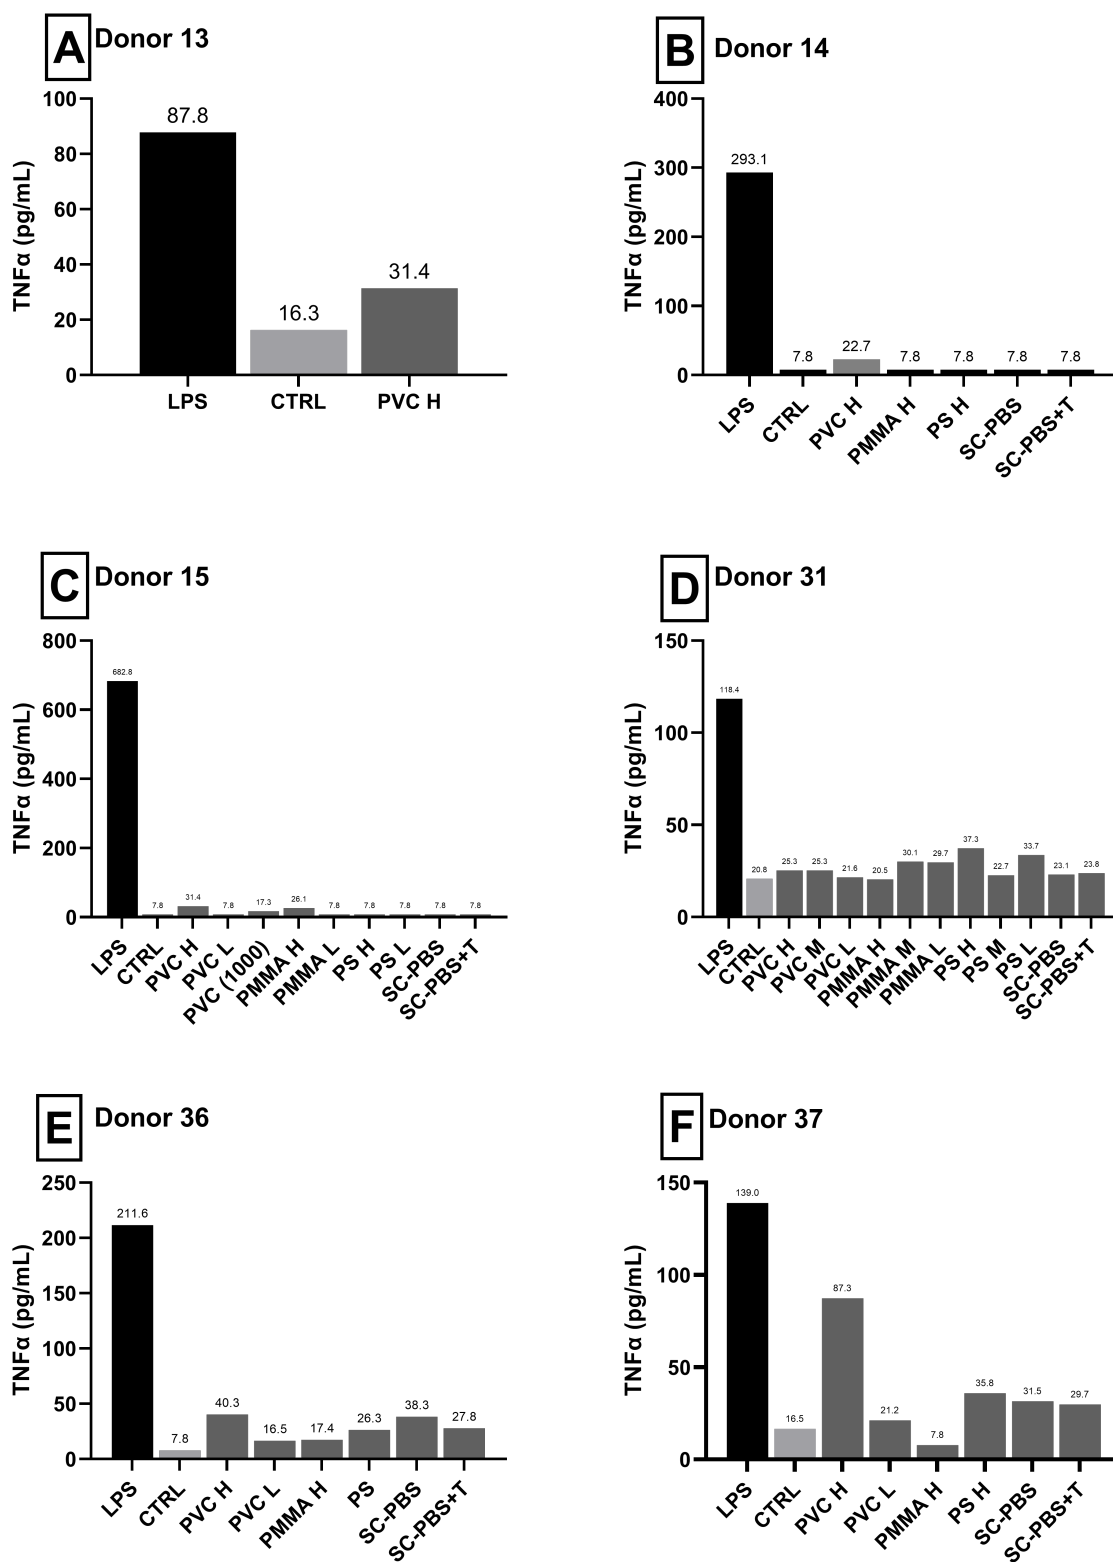 A Donor 13
TNFα (pg/mL)
100
80
60
40
20
0
87.8
16.3
31.4
LPS CTRL PVC H
B Donor 14
TNFα (pg/mL)
400
300
200
100
0
293.1
7.8
22.7
7.8
7.8
7.8
7.8
LPS
CTRL
PVC H
PMMA H
PS H
SC-PBS
SC-PBS+T
C Donor 15
TNFα (pg/mL)
800
600
400
200
0
682.8
7.8
31.4
7.8
17.3
26.1
7.8
7.8
7.8
7.8
7.8
LPS
CTRL
PVC H
PVC L
PVC (1000)
PMMA H
PMMA L
PS H
PS L
SC-PBS
SC-PBS+T
D Donor 31
TNFα (pg/mL)
150
100
50
0
118.4
20.8
25.3
25.3
21.6
20.5
30.1
29.7
37.3
22.7
33.7
23.1
23.8
LPS
CTRL
PVC H
PVC M
PVC L
PMMA H
PMMA M
PMMA L
PS H
PS M
PS L
SC-PBS
SC-PBS+T
E Donor 36
TNFα (pg/mL)
250
200
150
100
50
0
211.6
7.8
40.3
16.5
17.4
26.3
38.3
27.8
LPS
CTRL
PVC H
PVC L
PMMA H
PS
SC-PBS
SC-PBS+T
F Donor 37
TNFα (pg/mL)
150
100
50
0
139.0
16.5
87.3
21.2
7.8
35.8
31.5
29.7
LPS
CTRL
PVC H
PVC L
PMMA H
PS H
SC-PBS
SC-PBS+T